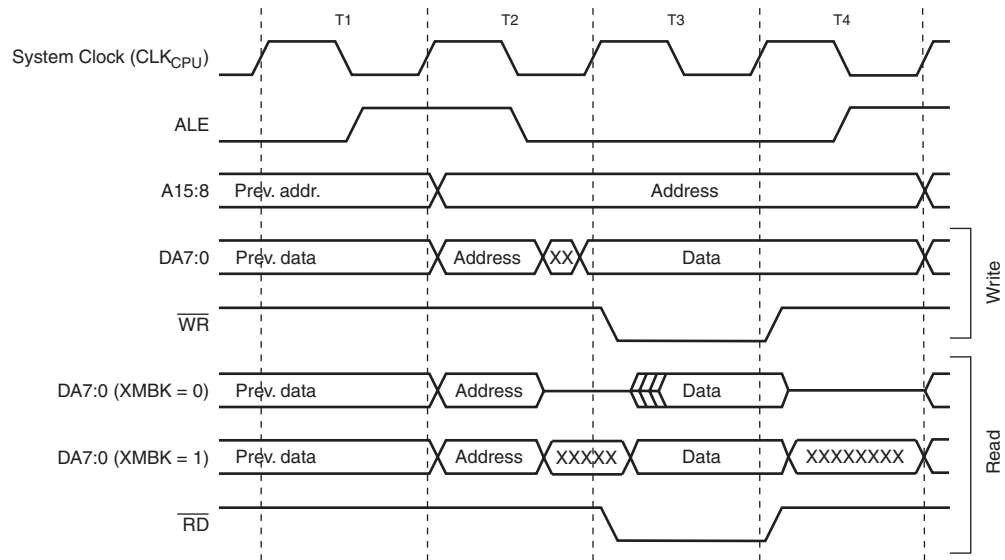 T1 T2 T3 T4
System Clock (CLKCPU)
ALE
A15:8 Prev. addr. Address
DA7:0 Prev. data Address XX Data
WR
Write
DA7:0 (XMBK = 0) Prev. data Address Data
DA7:0 (XMBK = 1) Prev. data Address XXXXX Data XXXXXXXX
RD
Read